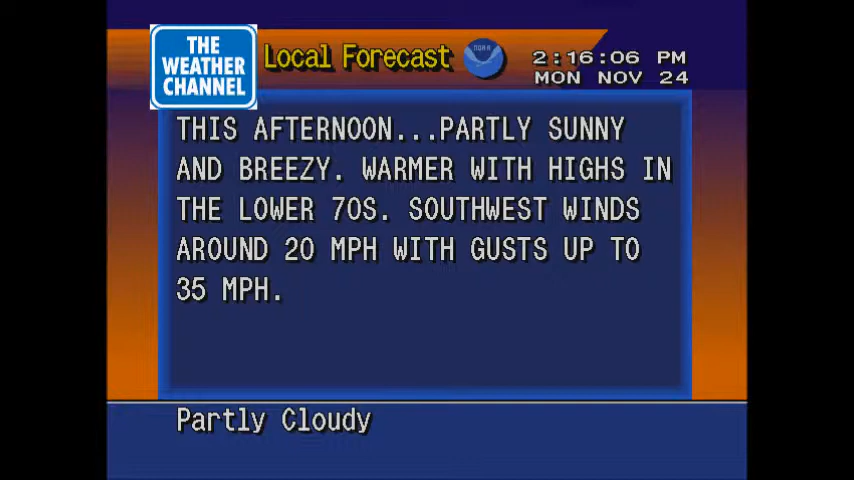 THE
WEATHER
CHANNEL
Local Forecast
NOAA
2:16:06 PM
MON NOV 24
THIS AFTERNOON...PARTLY SUNNY
AND BREEZY. WARMER WITH HIGHS IN
THE LOWER 70S. SOUTHWEST WINDS
AROUND 20 MPH WITH GUSTS UP TO
35 MPH.
Partly Cloudy